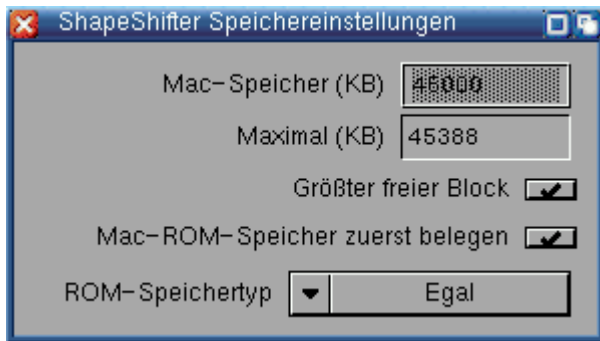 ShapeShifter Speichereinstellungen
Mac-Speicher (KB) 45000
Maximal (KB) 45388
Größter freier Block
Mac-ROM-Speicher zuerst belegen
ROM-Speichertyp Egal